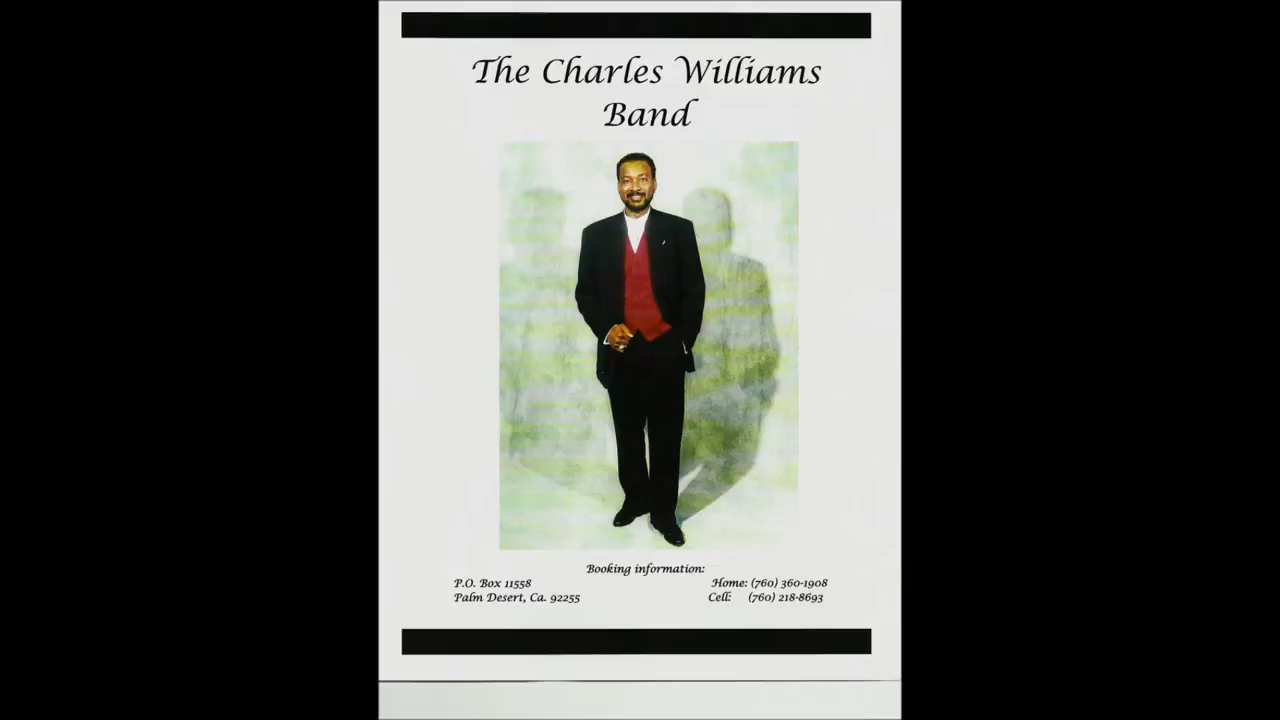 The Charles Williams
Band
Booking information:
P.O. Box 11558 Home: (760) 360-1908
Palm Desert, Ca. 92255 Cell: (760) 218-8693